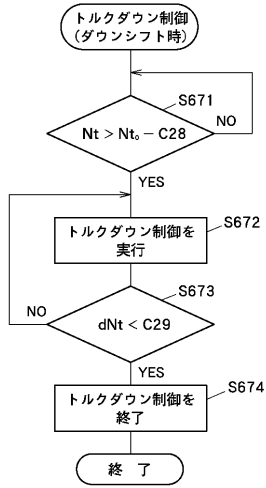 トルクダウン制御
(ダウンシフト時)
S671
Nt > Nt₀ − C28
NO
YES
S672
トルクダウン制御を
実行
S673
NO
dNt < C29
YES
S674
トルクダウン制御を
終了
終 了